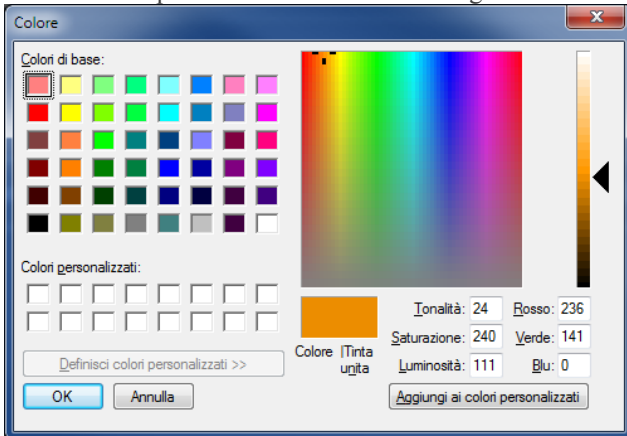 Colore
Colori di base:
Colori personalizzati:
Definisci colori personalizzati >>
OK Annulla
Colore |Tinta unita
Tonalità: 24 Rosso: 236
Saturazione: 240 Verde: 141
Luminosità: 111 Blu: 0
Aggiungi ai colori personalizzati